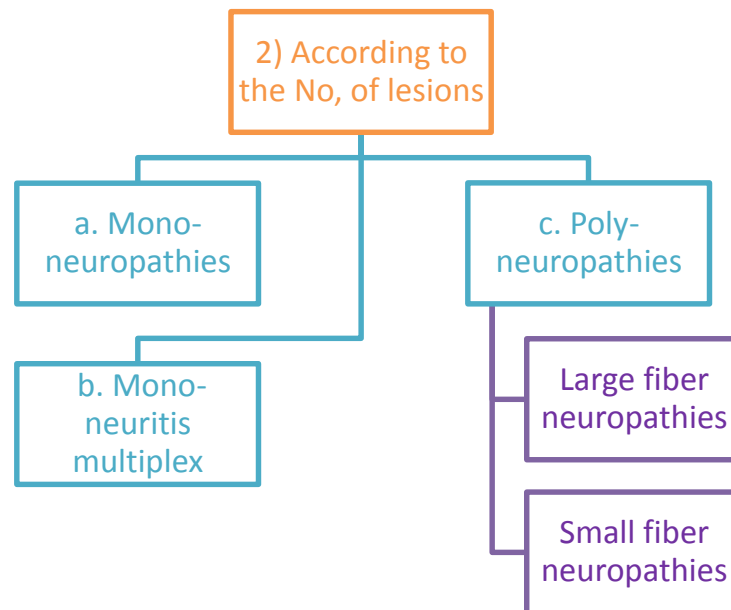 2) According to
the No, of lesions
a. Mono-
neuropathies
b. Mono-
neuritis
multiplex
c. Poly-
neuropathies
Large fiber
neuropathies
Small fiber
neuropathies